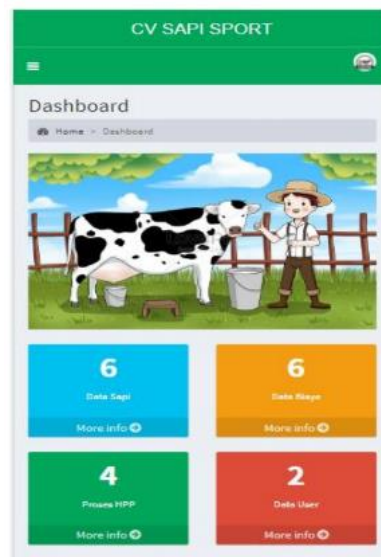 CV SAPI SPORT
Dashboard
Home > Dashboard
6
Data Sapi
More info
6
Data Biaya
More info
4
Proses HPP
More info
2
Data User
More info